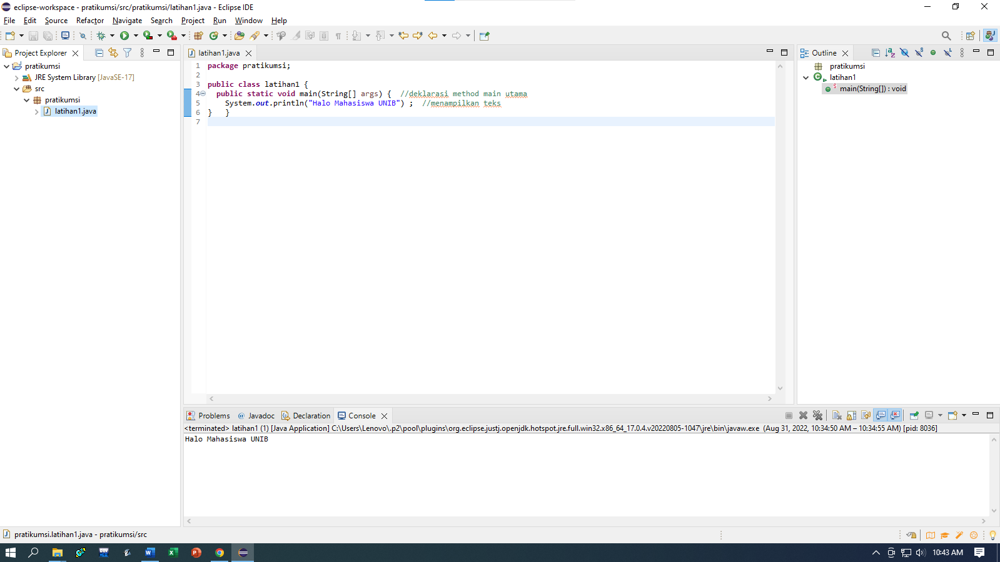 eclipse-workspace - pratikumsi/src/pratikumsi/latihan1.java - Eclipse IDE
File Edit Source Refactor Navigate Search Project Run Window Help
Project Explorer
pratikumsi
JRE System Library [JavaSE-17]
src
pratikumsi
latihan1.java
latihan1.java
1 package pratikumsi;
2
3 public class latihan1 {
4 public static void main(String[] args) { //deklarasi method main utama
5 System.out.println("Halo Mahasiswa UNIB") ; //menampilkan teks
6 } }
7
Outline
pratikumsi
latihan1
main(String[]) : void
Problems Javadoc Declaration Console
<terminated> latihan1 (1) [Java Application] C:\Users\Lenovo\.p2\pool\plugins\org.eclipse.justj.openjdk.hotspot.jre.full.win32.x86_64_17.0.4.v20220805-1047\jre\bin\javaw.exe (Aug 31, 2022, 10:34:50 AM – 10:34:55 AM) [pid: 8036]
Halo Mahasiswa UNIB
pratikumsi.latihan1.java - pratikumsi/src
10:43 AM